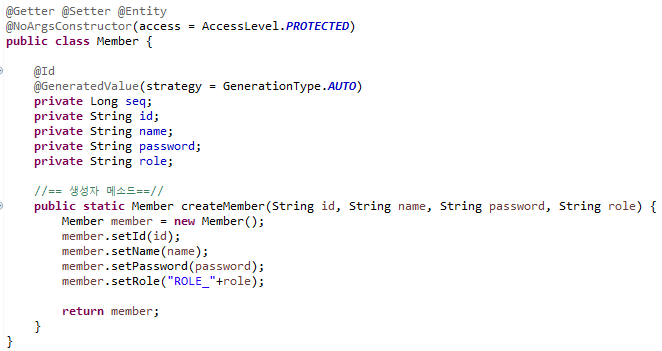 @Getter @Setter @Entity
@NoArgsConstructor(access = AccessLevel.PROTECTED)
public class Member {
@Id
@GeneratedValue(strategy = GenerationType.AUTO)
private Long seq;
private String id;
private String name;
private String password;
private String role;
//== 생성자 메소드==//
public static Member createMember(String id, String name, String password, String role) {
Member member = new Member();
member.setId(id);
member.setName(name);
member.setPassword(password);
member.setRole("ROLE_"+role);
return member;
}
}